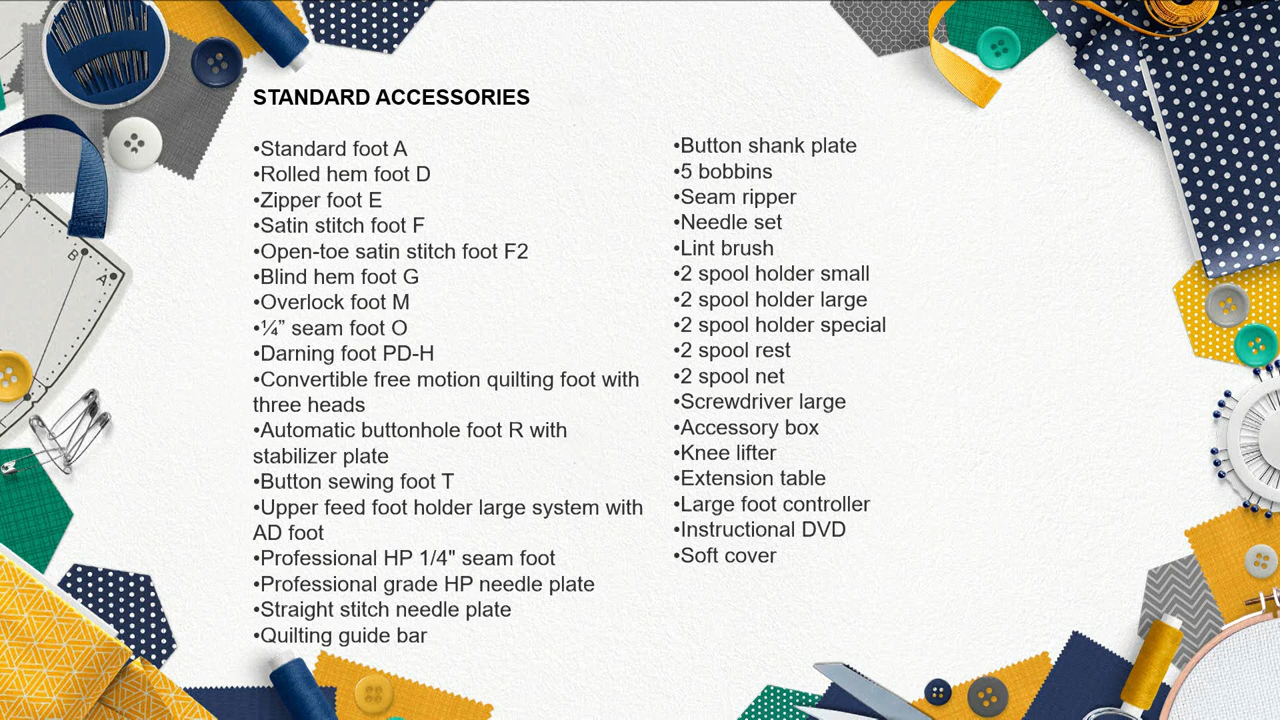 STANDARD ACCESSORIES
•Standard foot A
•Rolled hem foot D
•Zipper foot E
•Satin stitch foot F
•Open-toe satin stitch foot F2
•Blind hem foot G
•Overlock foot M
•¼” seam foot O
•Darning foot PD-H
•Convertible free motion quilting foot with
three heads
•Automatic buttonhole foot R with
stabilizer plate
•Button sewing foot T
•Upper feed foot holder large system with
AD foot
•Professional HP 1/4" seam foot
•Professional grade HP needle plate
•Straight stitch needle plate
•Quilting guide bar
•Button shank plate
•5 bobbins
•Seam ripper
•Needle set
•Lint brush
•2 spool holder small
•2 spool holder large
•2 spool holder special
•2 spool rest
•2 spool net
•Screwdriver large
•Accessory box
•Knee lifter
•Extension table
•Large foot controller
•Instructional DVD
•Soft cover
B
A